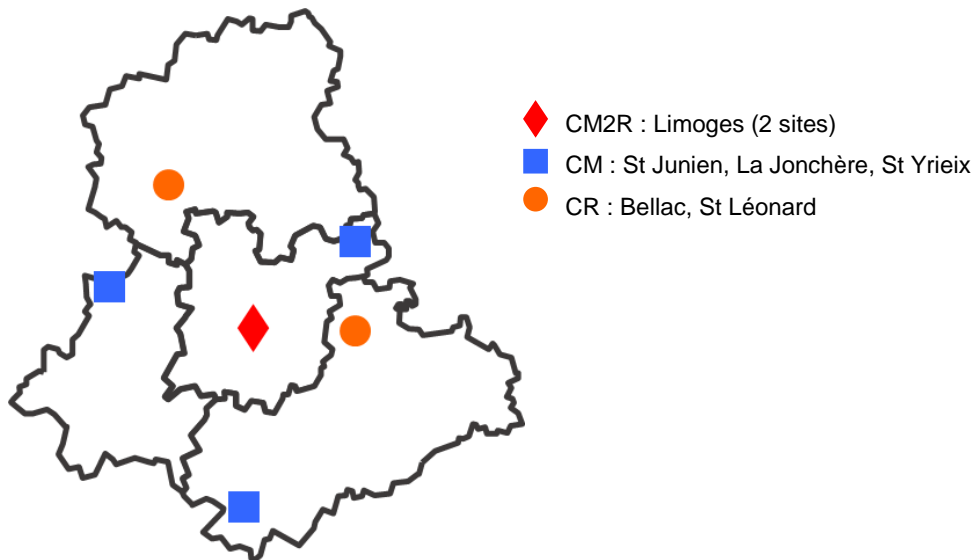 CM2R : Limoges (2 sites)
CM : St Junien, La Jonchère, St Yrieix
CR : Bellac, St Léonard